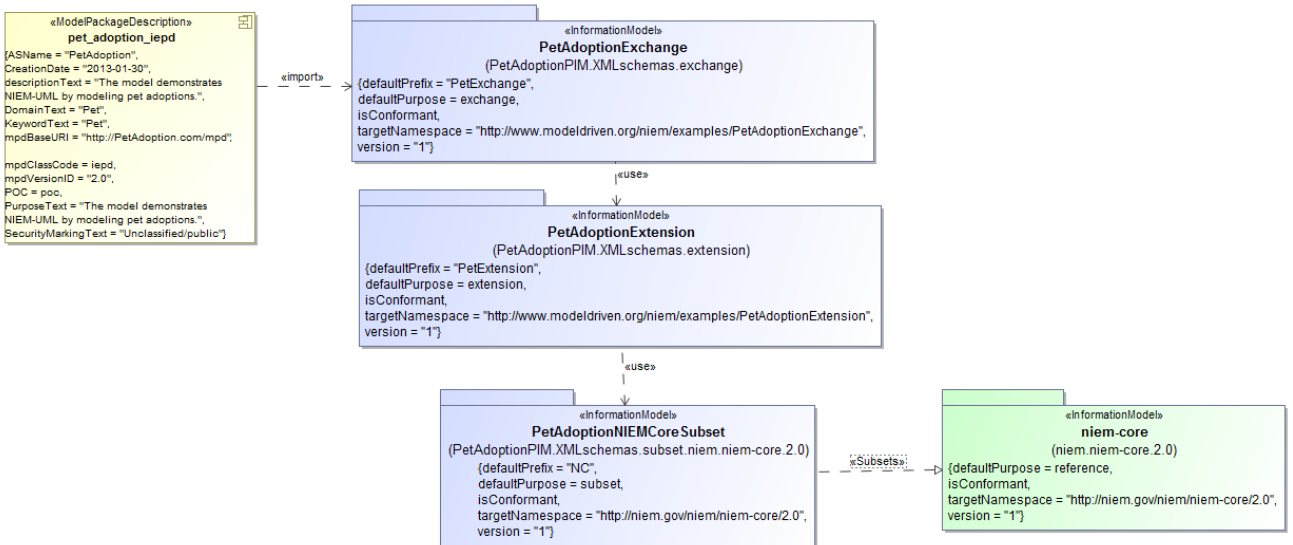 «ModelPackageDescription»
pet_adoption_iepd
{ASName = "PetAdoption",
CreationDate = "2013-01-30",
descriptionText = "The model demonstrates
NIEM-UML by modeling pet adoptions.",
DomainText = "Pet",
KeywordText = "Pet",
mpdBaseURI = "http://PetAdoption.com/mpd",
mpdClassCode = iepd,
mpdVersionID = "2.0",
POC = poc,
PurposeText = "The model demonstrates
NIEM-UML by modeling pet adoptions.",
SecurityMarkingText = "Unclassified/public"}
«import»
«InformationModel»
PetAdoptionExchange
(PetAdoptionPIM.XMLschemas.exchange)
{defaultPrefix = "PetExchange",
defaultPurpose = exchange,
isConformant,
targetNamespace = "http://www.modeldriven.org/niem/examples/PetAdoptionExchange",
version = "1"}
«use»
«InformationModel»
PetAdoptionExtension
(PetAdoptionPIM.XMLschemas.extension)
{defaultPrefix = "PetExtension",
defaultPurpose = extension,
isConformant,
targetNamespace = "http://www.modeldriven.org/niem/examples/PetAdoptionExtension",
version = "1"}
«use»
«InformationModel»
PetAdoptionNIEMCoreSubset
(PetAdoptionPIM.XMLschemas.subset.niem.niem-core.2.0)
{defaultPrefix = "NC",
defaultPurpose = subset,
isConformant,
targetNamespace = "http://niem.gov/niem/niem-core/2.0",
version = "1"}
«Subsets»
«InformationModel»
niem-core
(niem.niem-core.2.0)
{defaultPurpose = reference,
isConformant,
targetNamespace = "http://niem.gov/niem/niem-core/2.0",
version = "1"}